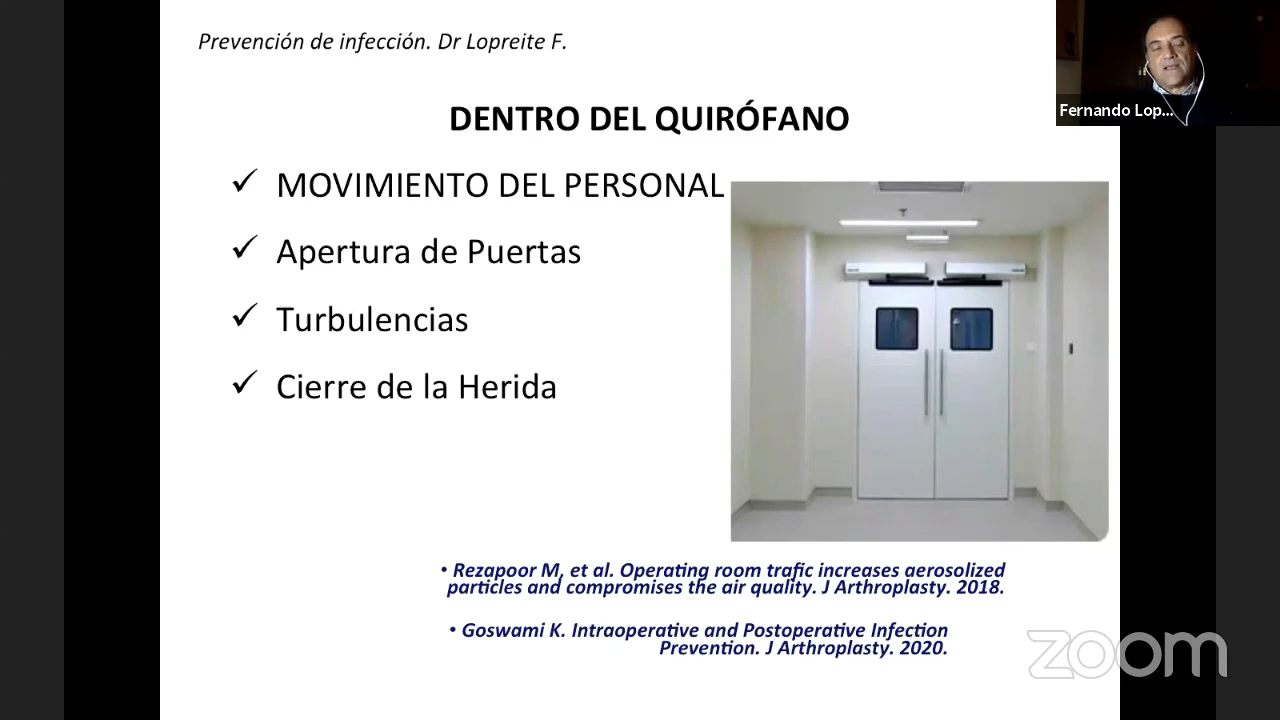 Prevención de infección. Dr Lopreite F.
Fernando Lop...
DENTRO DEL QUIRÓFANO
✓ MOVIMIENTO DEL PERSONAL
✓ Apertura de Puertas
✓ Turbulencias
✓ Cierre de la Herida
• Rezapoor M, et al. Operating room trafic increases aerosolized
particles and compromises the air quality. J Arthroplasty. 2018.
• Goswami K. Intraoperative and Postoperative Infection
Prevention. J Arthroplasty. 2020.
zoom